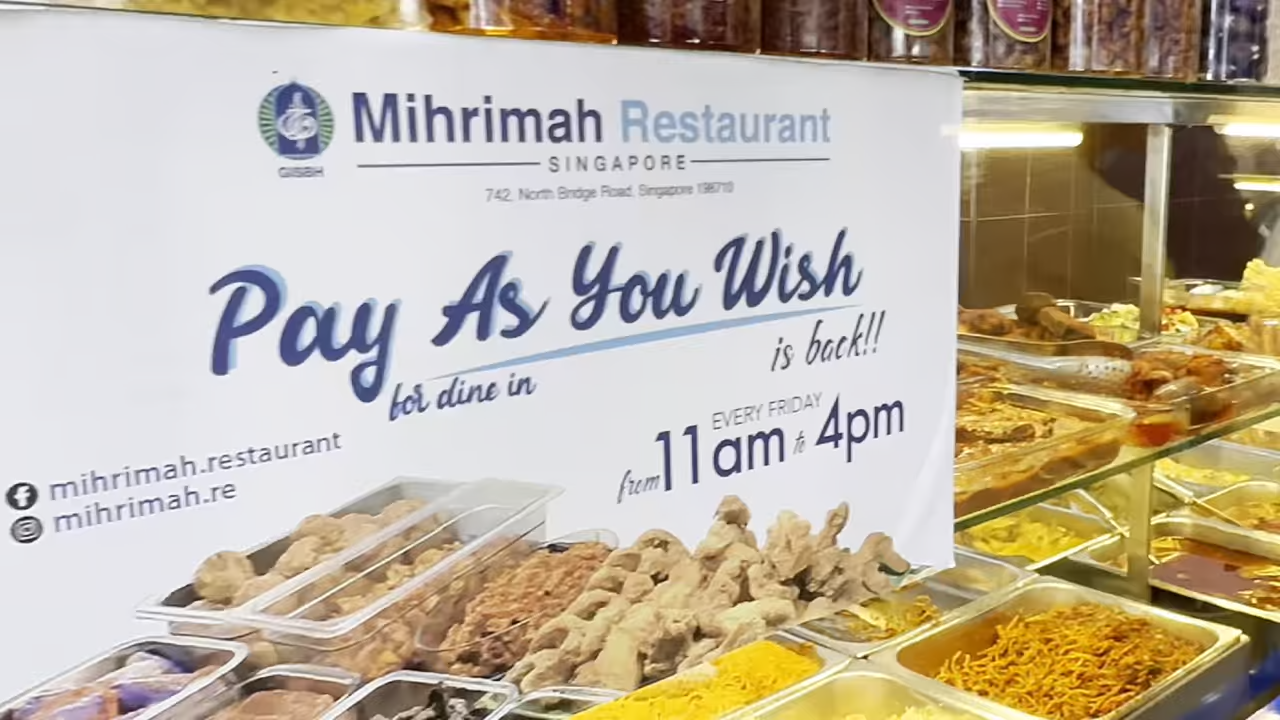 Mihrimah Restaurant
SINGAPORE
742, North Bridge Road, Singapore 198710
GISBH
Pay As You Wish
for dine in
is back!!
EVERY FRIDAY
from 11am to 4pm
mihrimah.restaurant
mihrimah.re